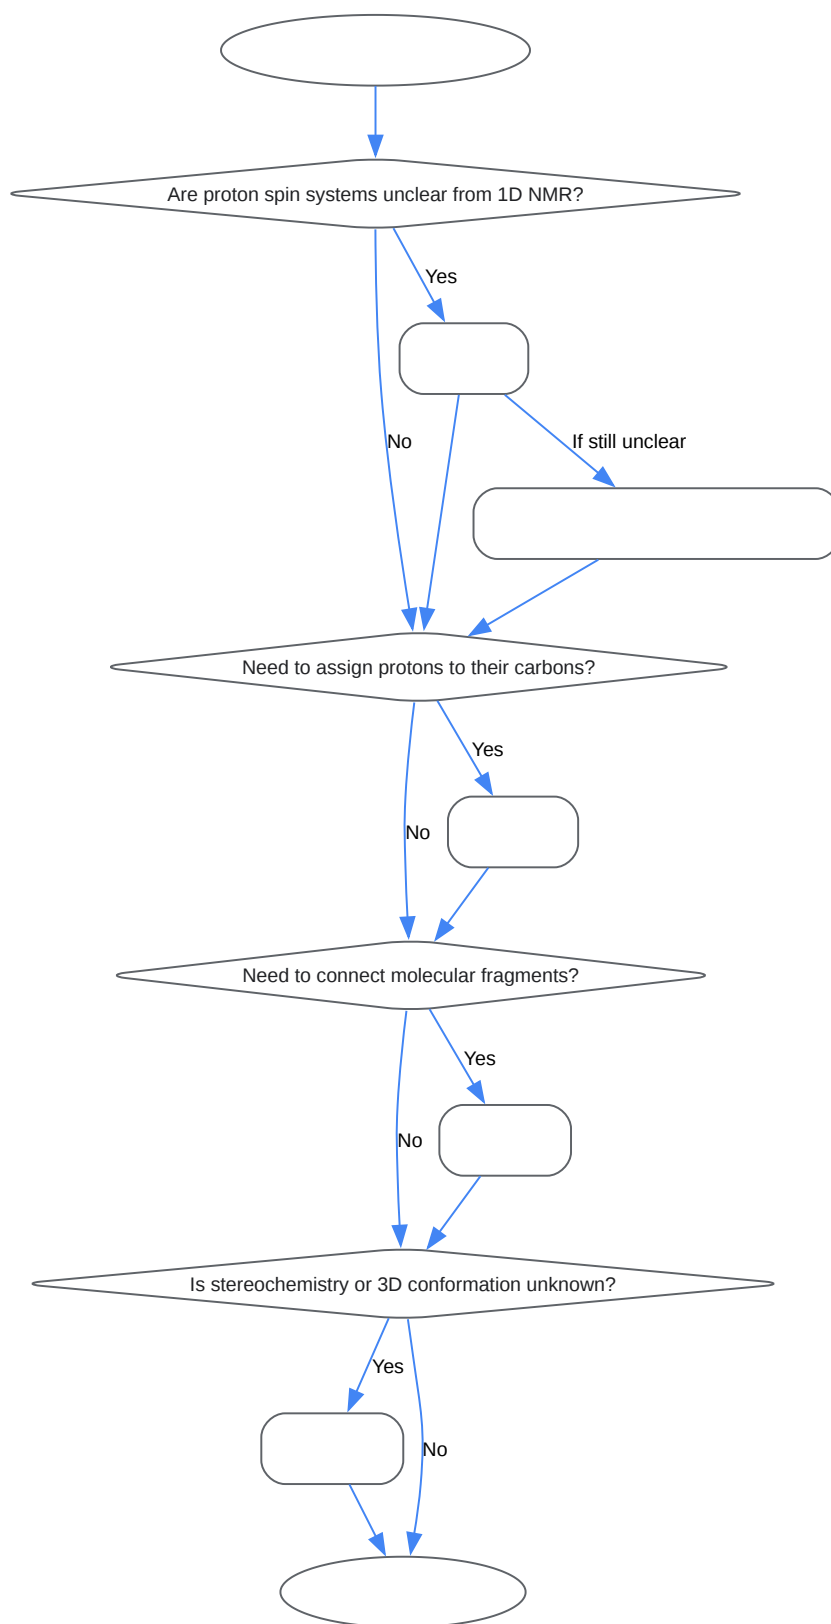 Are proton spin systems unclear from 1D NMR?
Yes
No
If still unclear
Need to assign protons to their carbons?
Yes
No
Need to connect molecular fragments?
Yes
No
Is stereochemistry or 3D conformation unknown?
Yes
No